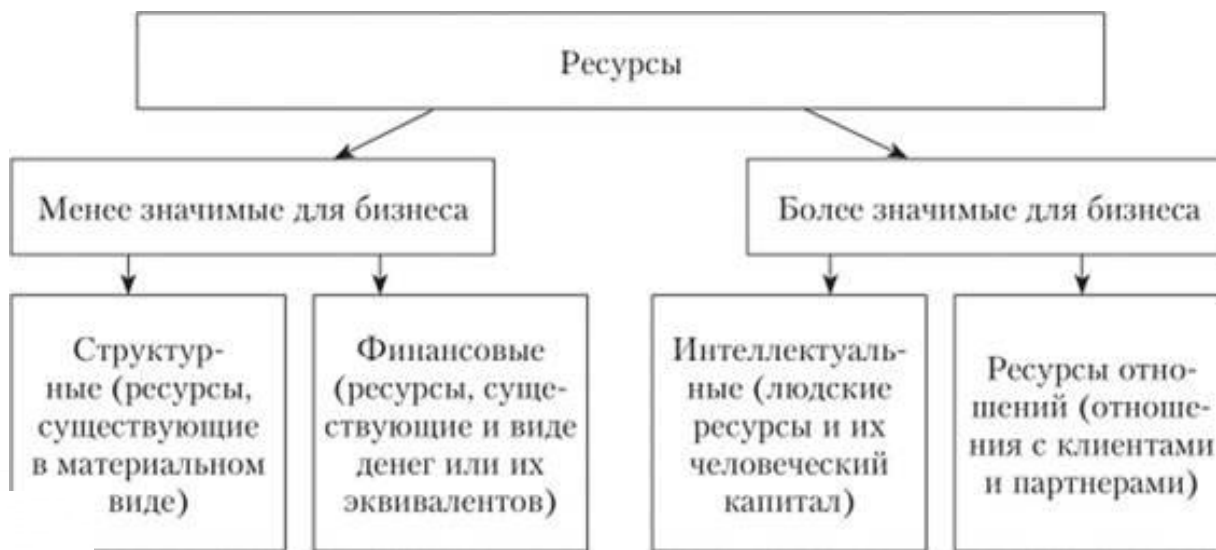 Ресурсы
Менее значимые для бизнеса
Более значимые для бизнеса
Структур-
ные (ресурсы,
существующие
в материальном
виде)
Финансовые
(ресурсы, суще-
ствующие и виде
денег или их
эквивалентов)
Интеллектуаль-
ные (людские
ресурсы и их
человеческий
капитал)
Ресурсы отно-
шений (отноше-
ния с клиентами
и партнерами)